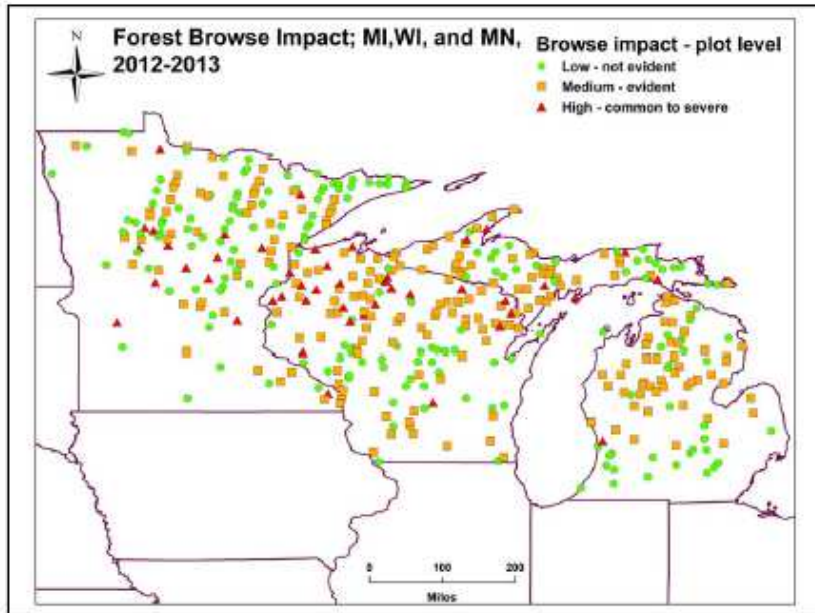 N
Forest Browse Impact; MI,WI, and MN,
2012-2013
Browse impact - plot level
Low - not evident
Medium - evident
High - common to severe
0 100 200
Miles